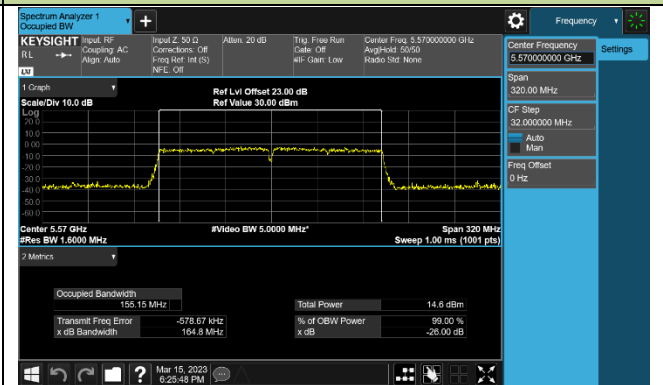 Spectrum Analyzer 1
Occupied BW
+
Frequency
KEYSIGHT
RL
LXI
Input: RF
Coupling: AC
Align: Auto
Input Z: 50 Ω
Corrections: Off
Freq Ref: Int (S)
NFE: Off
Atten: 20 dB
Trig: Free Run
Gate: Off
#IF Gain: Low
Center Freq: 5.570000000 GHz
Avg|Hold: 50/50
Radio Std: None
Center Frequency
5.570000000 GHz
Settings
Span
320.00 MHz
CF Step
32.000000 MHz
Auto
Man
Freq Offset
0 Hz
1 Graph
Scale/Div 10.0 dB
Ref Lvl Offset 23.00 dB
Ref Value 30.00 dBm
Log
20.0
10.0
0.00
-10.0
-20.0
-30.0
-40.0
-50.0
-60.0
Center 5.57 GHz
#Video BW 5.0000 MHz*
Span 320 MHz
#Res BW 1.6000 MHz
Sweep 1.00 ms (1001 pts)
2 Metrics
Occupied Bandwidth
155.15 MHz
Total Power 14.6 dBm
Transmit Freq Error -578.67 kHz
% of OBW Power 99.00 %
x dB Bandwidth 164.8 MHz
x dB -26.00 dB
?
Mar 15, 2023
6:25:48 PM